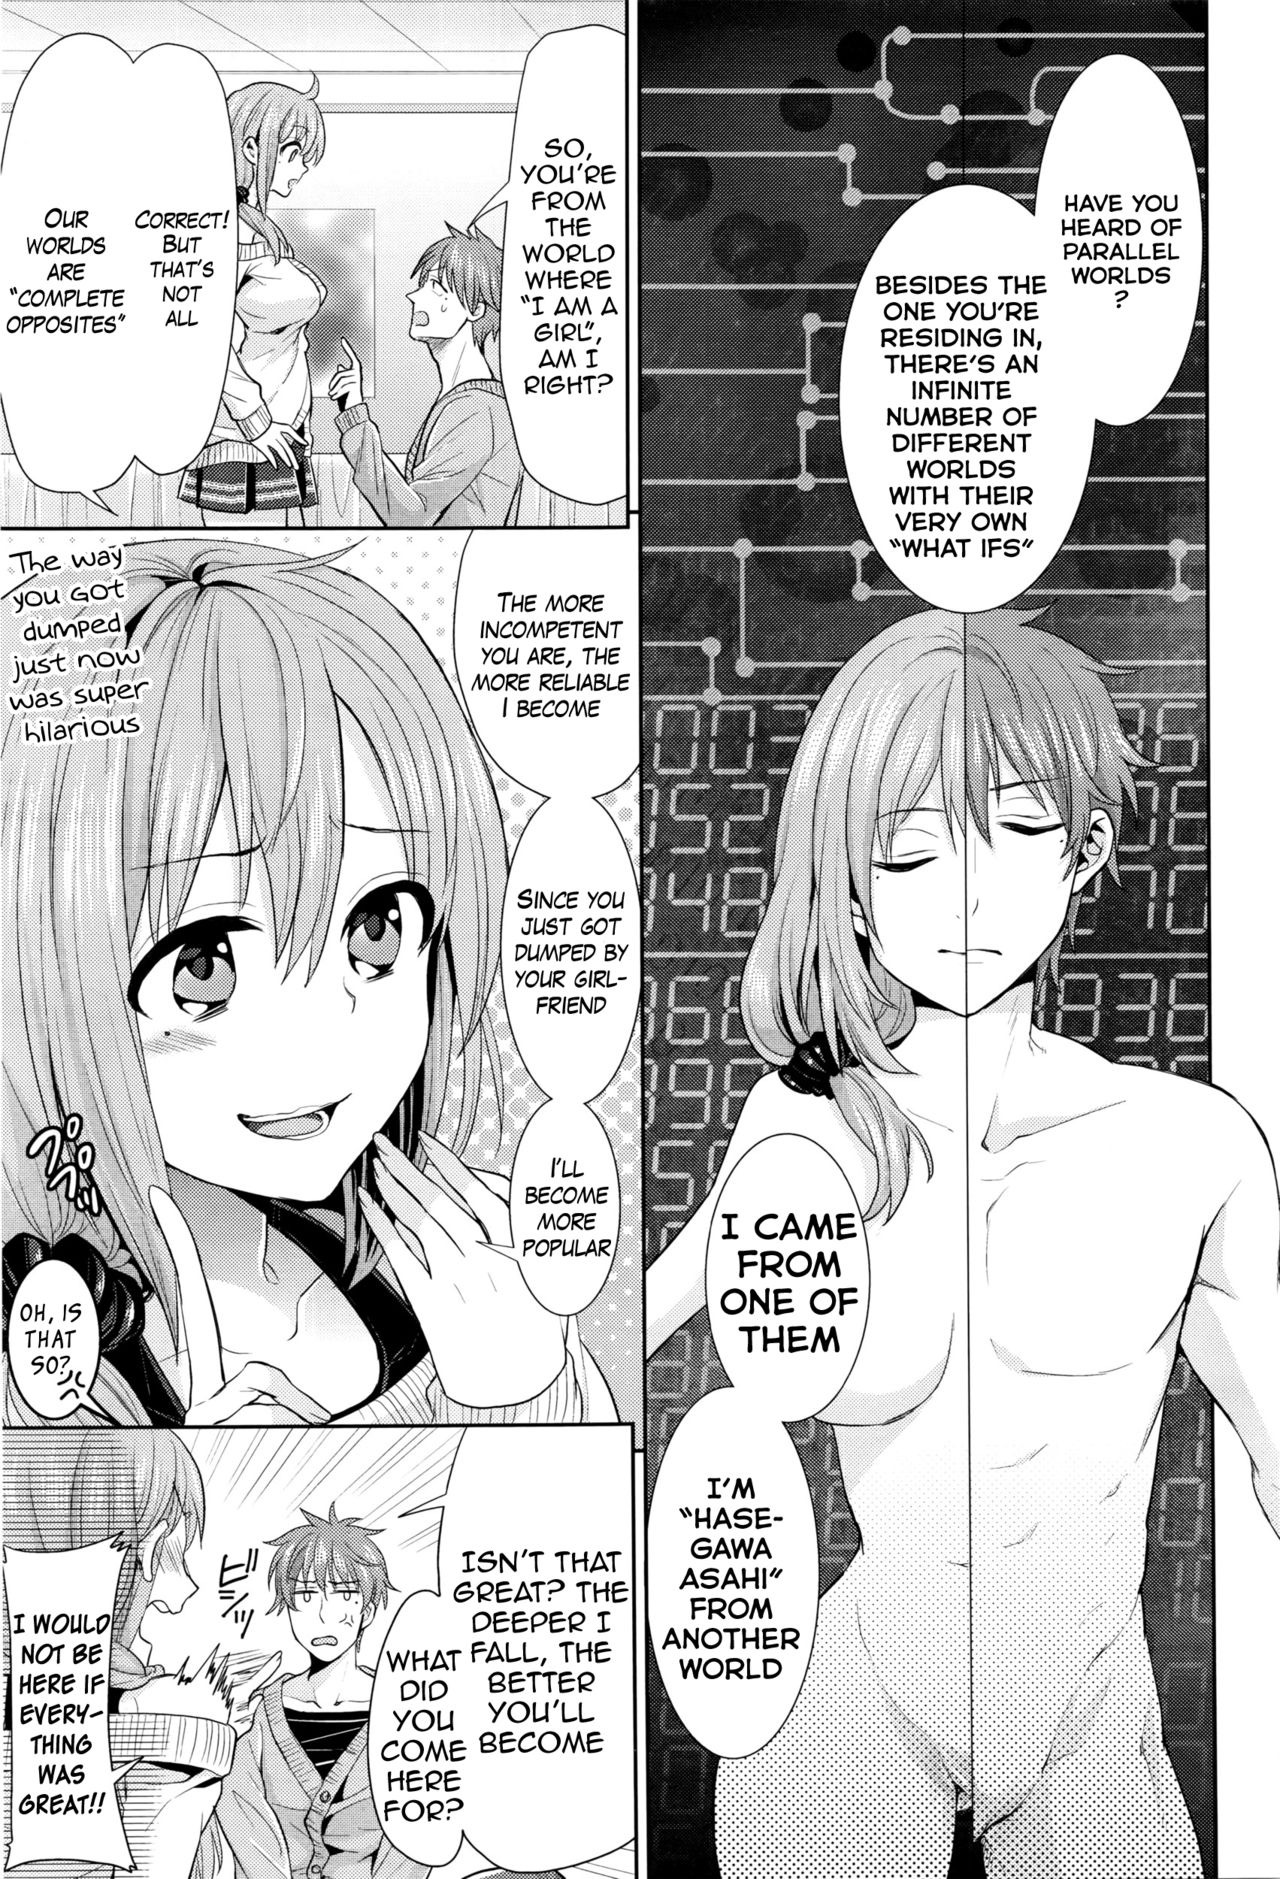 HAVE YOU
HEARD OF
PARALLEL
WORLDS
?
BESIDES THE
ONE YOU'RE
RESIDING IN,
THERE'S AN
INFINITE
NUMBER OF
DIFFERENT
WORLDS
WITH THEIR
VERY OWN
"WHAT IFS"
I CAME
FROM
ONE OF
THEM
I'M
"HASE-
GAWA
ASAHI"
FROM
ANOTHER
WORLD
SO,
YOU'RE
FROM
THE
WORLD
WHERE
"I AM A
GIRL",
AM I
RIGHT?
CORRECT!
BUT
THAT'S
NOT
ALL
OUR
WORLDS
ARE
"COMPLETE
OPPOSITES"
THE MORE
INCOMPETENT
YOU ARE, THE
MORE RELIABLE
I BECOME
SINCE YOU
JUST GOT
DUMPED BY
YOUR GIRL-
FRIEND
I'LL
BECOME
MORE
POPULAR
The way
you got
dumped
just now
was super
hilarious
プププッ
OH, IS
THAT
SO?
ISN'T THAT
GREAT? THE
DEEPER I
FALL, THE
BETTER
YOU'LL
BECOME
WHAT
DID
YOU
COME
HERE
FOR?
I WOULD
NOT BE
HERE IF
EVERY-
THING
WAS
GREAT!!